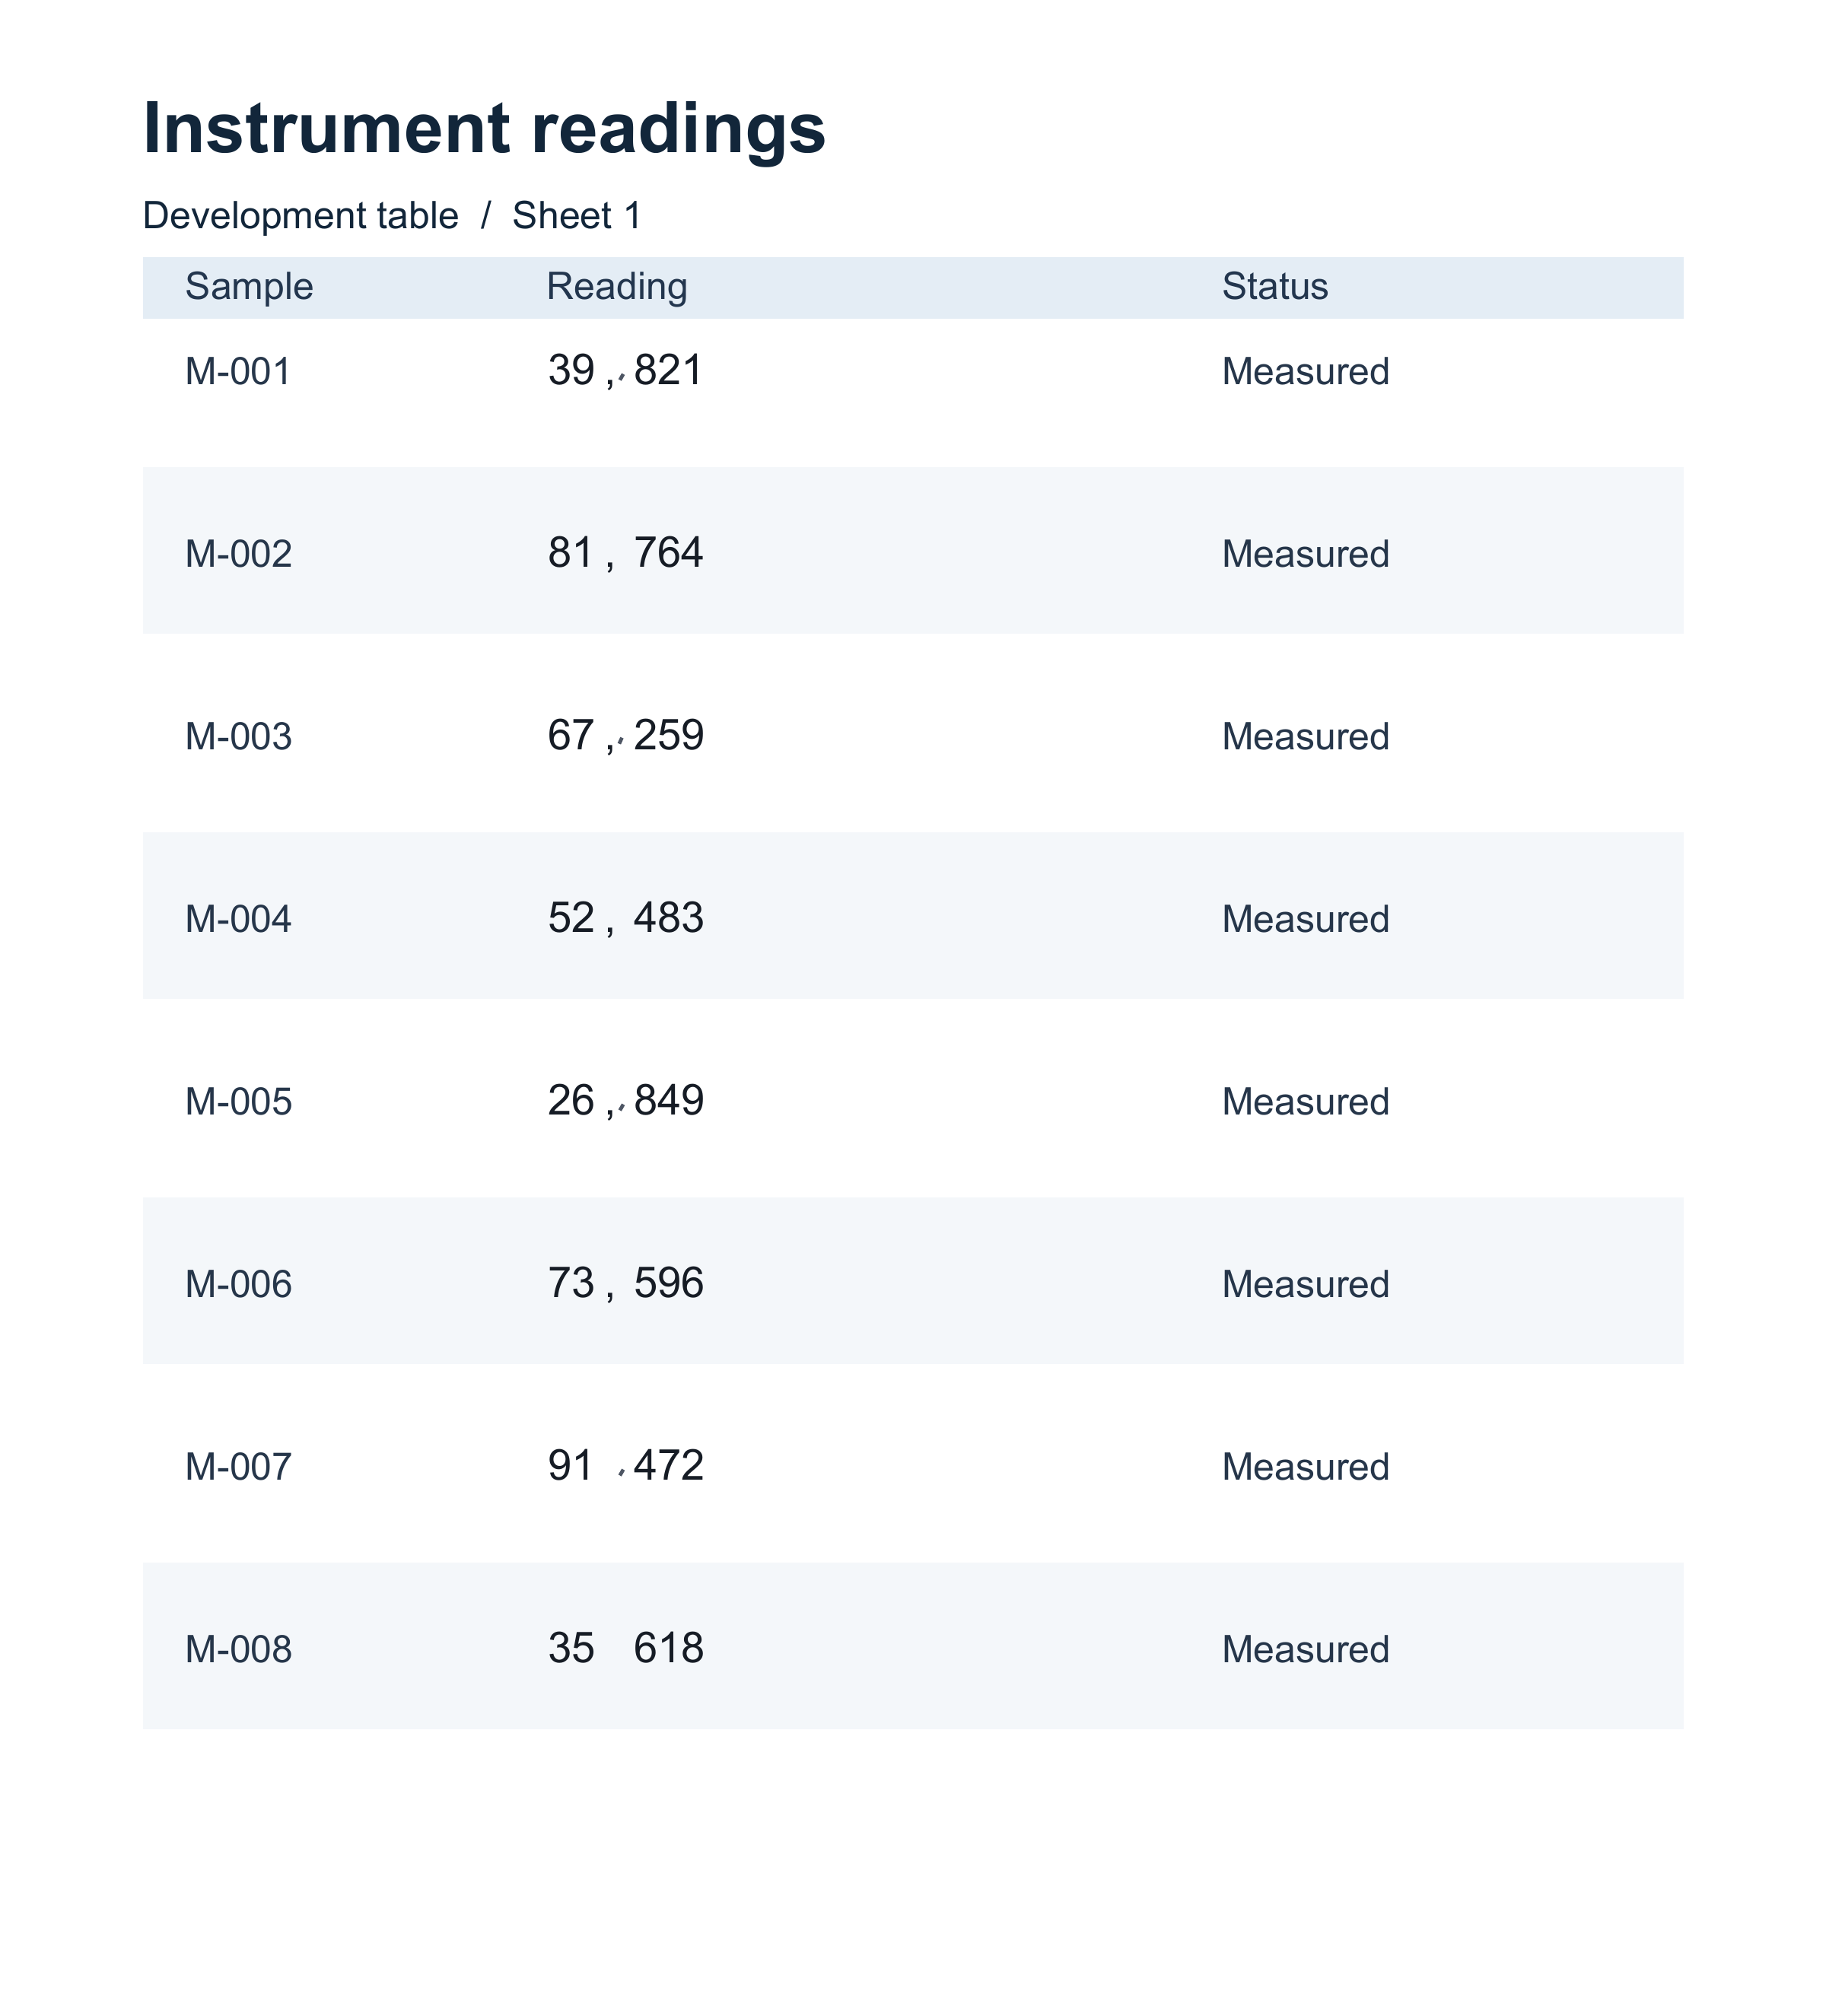 Instrument readings
Development table / Sheet 1
Sample Reading Status
M-001 39 , 821 Measured
M-002 81 , 764 Measured
M-003 67 , 259 Measured
M-004 52 , 483 Measured
M-005 26 , 849 Measured
M-006 73 , 596 Measured
M-007 91 472 Measured
M-008 35 618 Measured